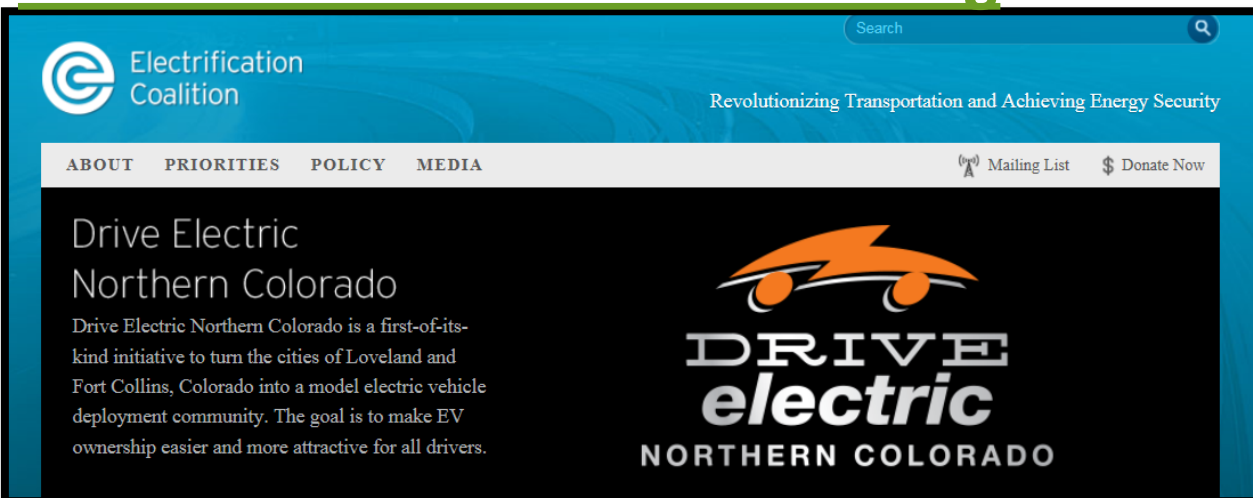 Search
Electrification
Coalition
Revolutionizing Transportation and Achieving Energy Security
ABOUT PRIORITIES POLICY MEDIA
Mailing List $ Donate Now
Drive Electric
Northern Colorado
Drive Electric Northern Colorado is a first-of-its-
kind initiative to turn the cities of Loveland and
Fort Collins, Colorado into a model electric vehicle
deployment community. The goal is to make EV
ownership easier and more attractive for all drivers.
DRIVE
electric
NORTHERN COLORADO